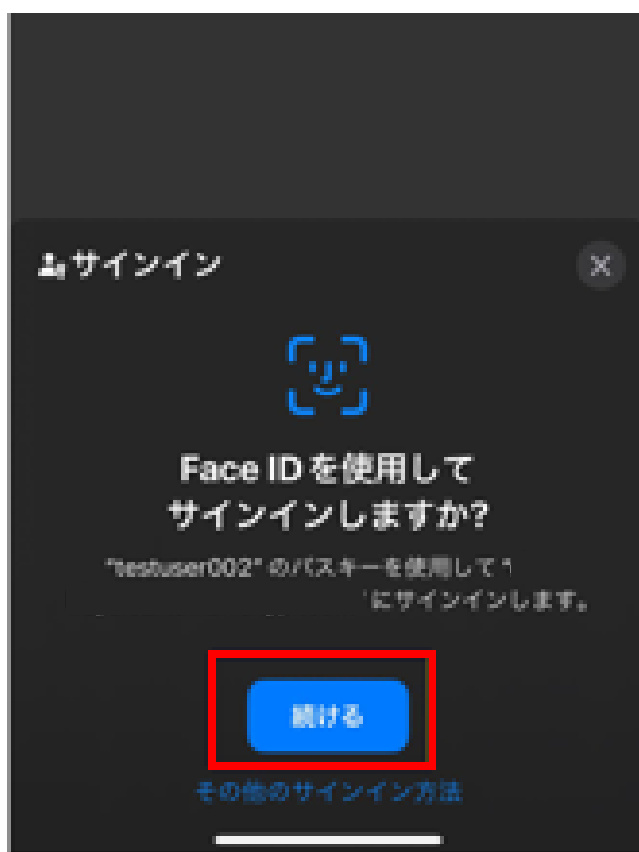 サインイン
Face IDを使用して
サインインしますか?
"testuser002"のパスキーを使用して"
"にサインインします。
続ける
その他のサインイン方法